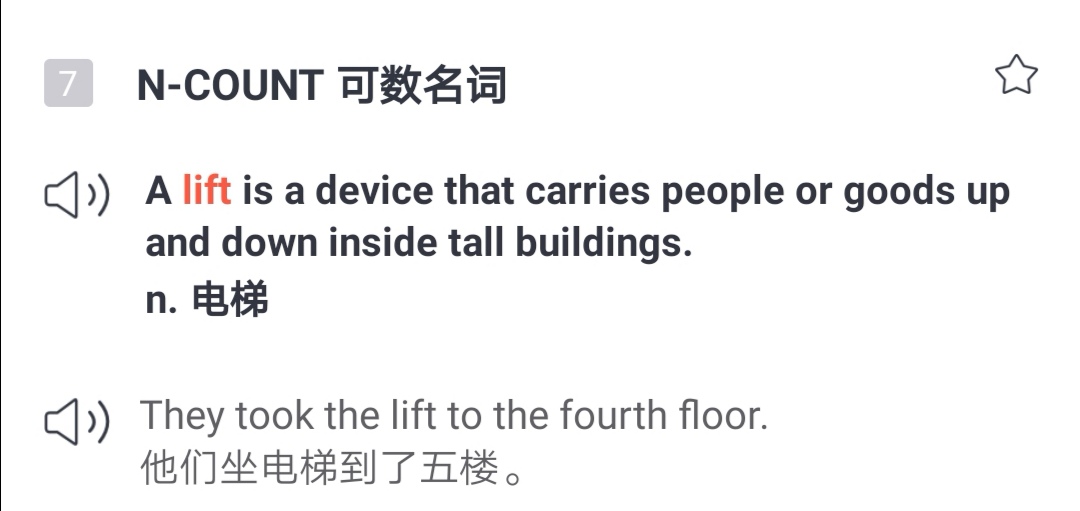 7 N-COUNT 可数名词
A lift is a device that carries people or goods up
and down inside tall buildings.
n. 电梯
They took the lift to the fourth floor.
他们坐电梯到了五楼。